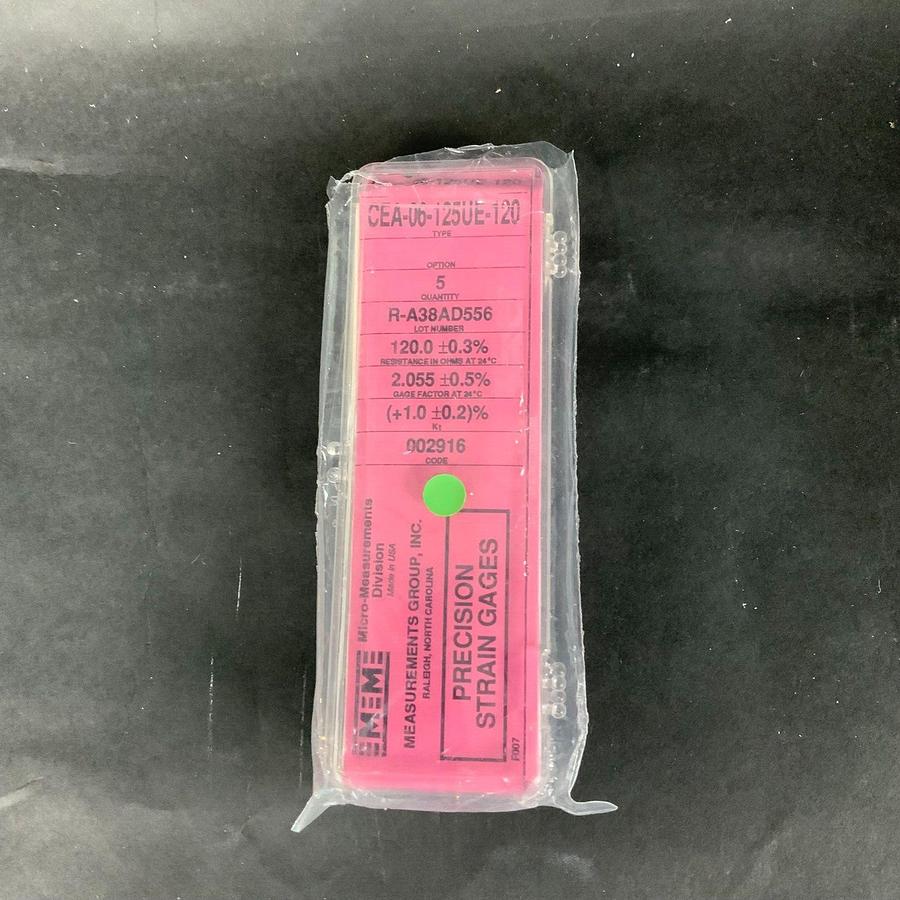 CEA-06-125UE-120
TYPE
OPTION
5
QUANTITY
R-A38AD556
LOT NUMBER
120.0 ±0.3%
RESISTANCE IN OHMS AT 24°C
2.055 ±0.5%
GAGE FACTOR AT 24°C
(+1.0 ±0.2)%
Kt
002916
CODE
Micro-Measurements
Division
Made in USA
MEASUREMENTS GROUP, INC.
RALEIGH, NORTH CAROLINA
PRECISION
STRAIN GAGES
F007